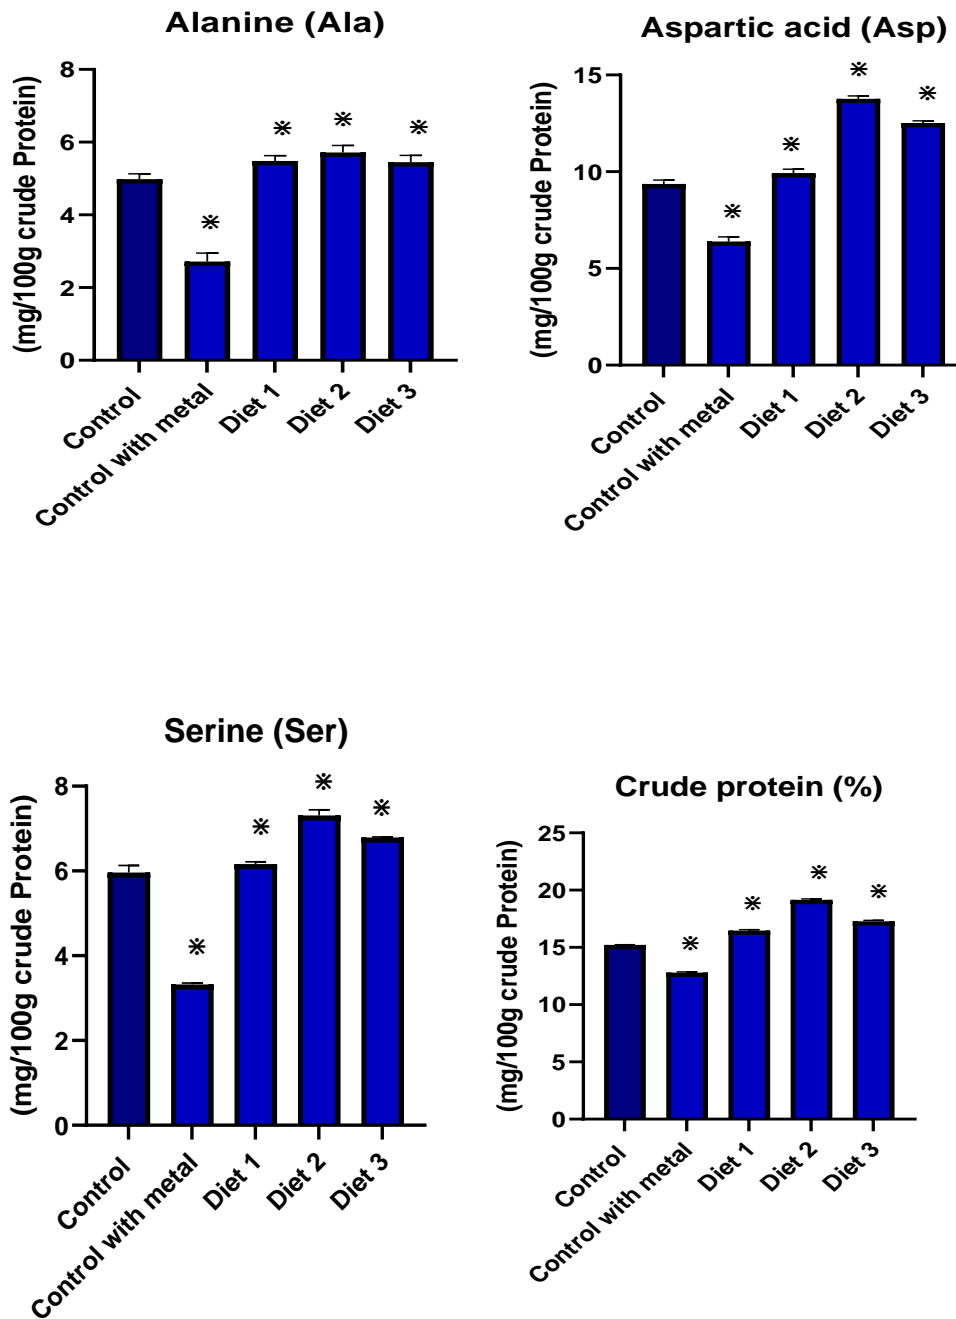 Alanine (Ala)
(mg/100g crude Protein)
8
6
4
2
0
※
※
※
※
Control
Control with metal
Diet 1
Diet 2
Diet 3
Aspartic acid (Asp)
(mg/100g crude Protein)
15
10
5
0
※
※
※
※
Control
Control with metal
Diet 1
Diet 2
Diet 3
Serine (Ser)
(mg/100g crude Protein)
8
6
4
2
0
※
※
※
※
Control
Control with metal
Diet 1
Diet 2
Diet 3
Crude protein (%)
(mg/100g crude Protein)
25
20
15
10
5
0
※
※
※
※
Control
Control with metal
Diet 1
Diet 2
Diet 3